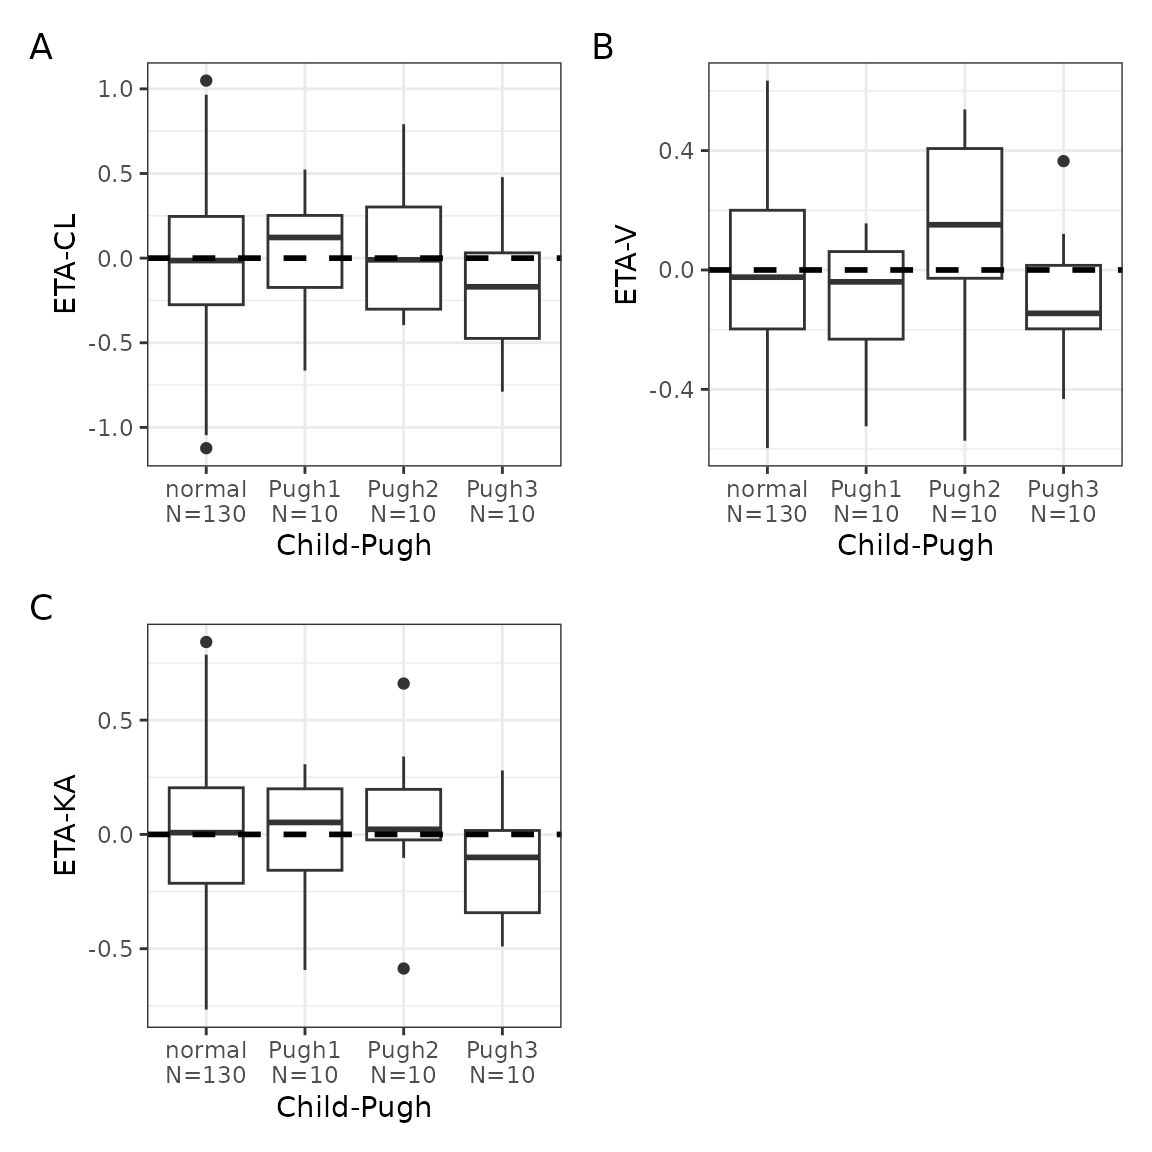 A
ETA-CL
1.0
0.5
0.0
-0.5
-1.0
normal Pugh1 Pugh2 Pugh3
N=130 N=10 N=10 N=10
Child-Pugh
B
ETA-V
0.4
0.0
-0.4
normal Pugh1 Pugh2 Pugh3
N=130 N=10 N=10 N=10
Child-Pugh
C
ETA-KA
0.5
0.0
-0.5
normal Pugh1 Pugh2 Pugh3
N=130 N=10 N=10 N=10
Child-Pugh